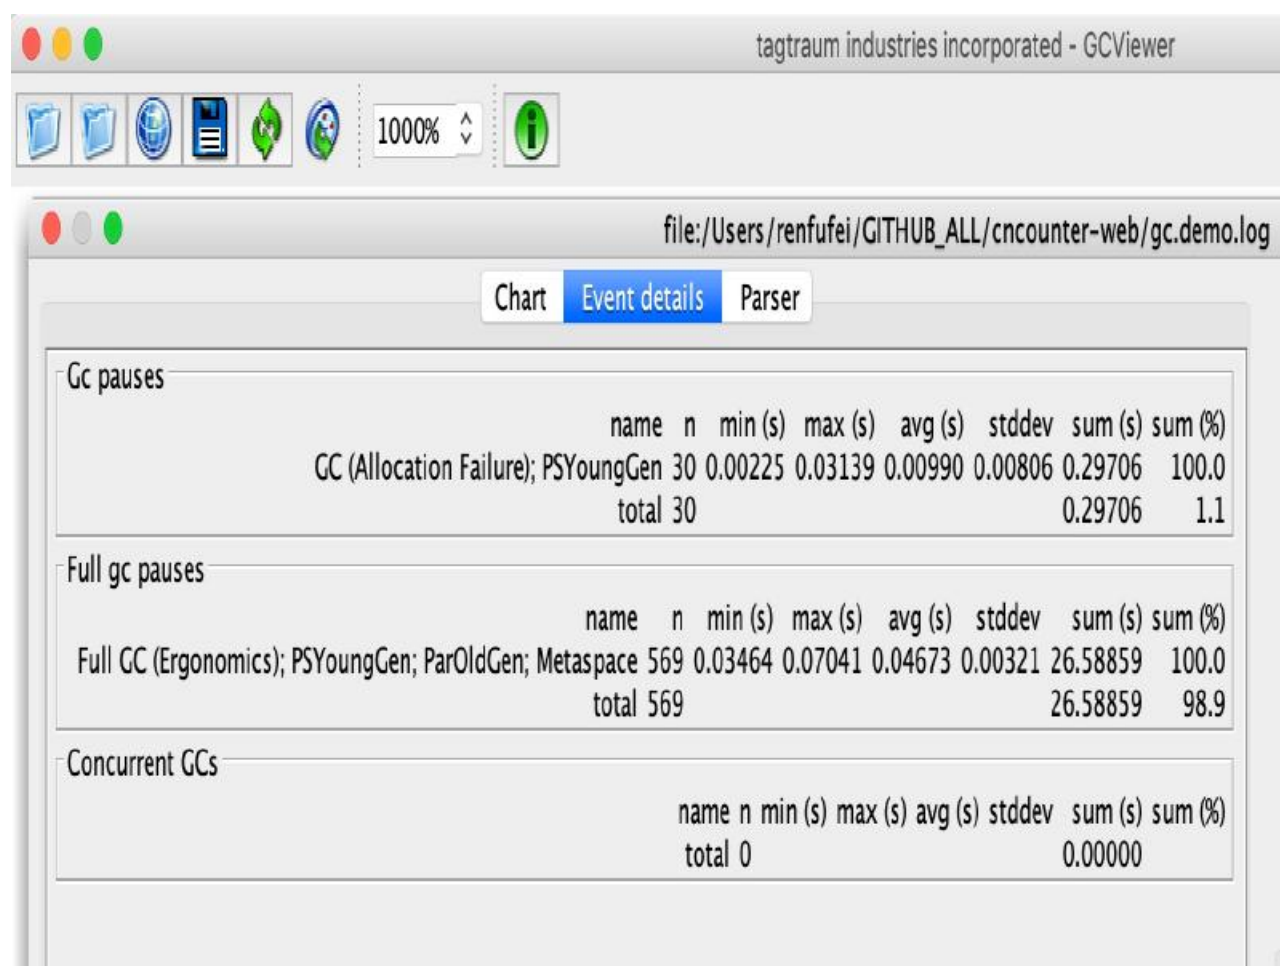 tagtraum industries incorporated - GCViewer
1000%
file:/Users/renfufei/GITHUB_ALL/cncounter-web/gc.demo.log
Chart Event details Parser
Gc pauses
name n min (s) max (s) avg (s) stddev sum (s) sum (%)
GC (Allocation Failure); PSYoungGen 30 0.00225 0.03139 0.00990 0.00806 0.29706 100.0
total 30 0.29706 1.1
Full gc pauses
name n min (s) max (s) avg (s) stddev sum (s) sum (%)
Full GC (Ergonomics); PSYoungGen; ParOldGen; Metaspace 569 0.03464 0.07041 0.04673 0.00321 26.58859 100.0
total 569 26.58859 98.9
Concurrent GCs
name n min (s) max (s) avg (s) stddev sum (s) sum (%)
total 0 0.00000